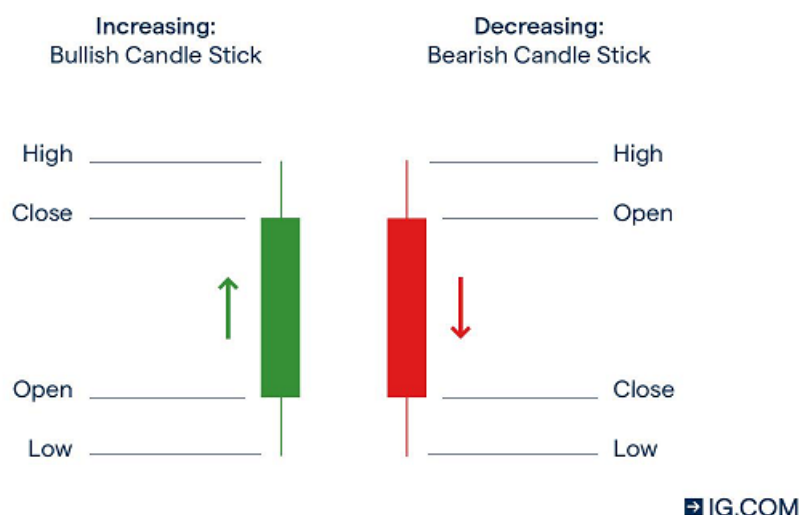 Increasing:
Bullish Candle Stick
Decreasing:
Bearish Candle Stick
High
Close
Open
Low
High
Open
Close
Low
IG.COM